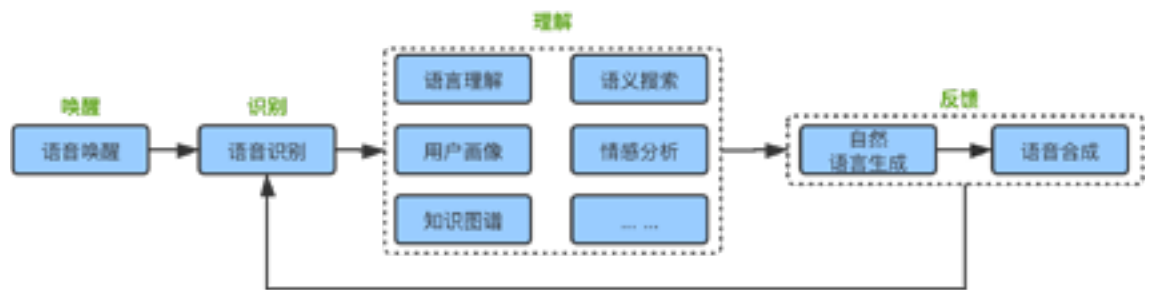 理解
语言理解
语义搜索
唤醒
识别
反馈
语音唤醒
语音识别
用户画像
情感分析
自然
语言生成
语音合成
知识图谱
... ...